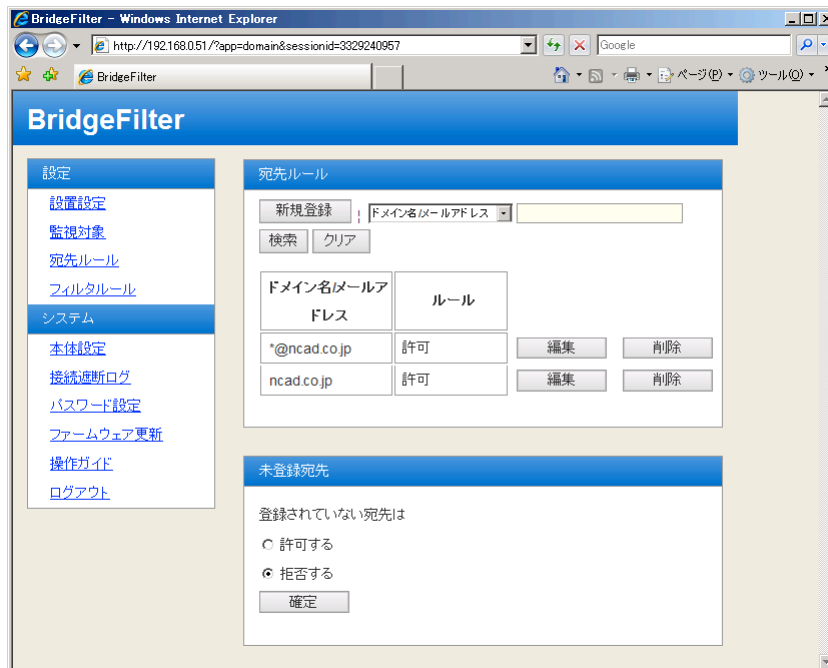 BridgeFilter - Windows Internet Explorer
http://192.168.0.51/?app=domain&sessionid=3329240957
Google
BridgeFilter
ページ(P)
ツール(O)
BridgeFilter
設定
設置設定
監視対象
宛先ルール
フィルタルール
システム
本体設定
接続遮断ログ
パスワード設定
ファームウェア更新
操作ガイド
ログアウト
宛先ルール
新規登録 ¦ ドメイン名/メールアドレス
検索 クリア
ドメイン名/メールア
ドレス
ルール
*@ncad.co.jp 許可 編集 削除
ncad.co.jp 許可 編集 削除
未登録宛先
登録されていない宛先は
許可する
拒否する
確定